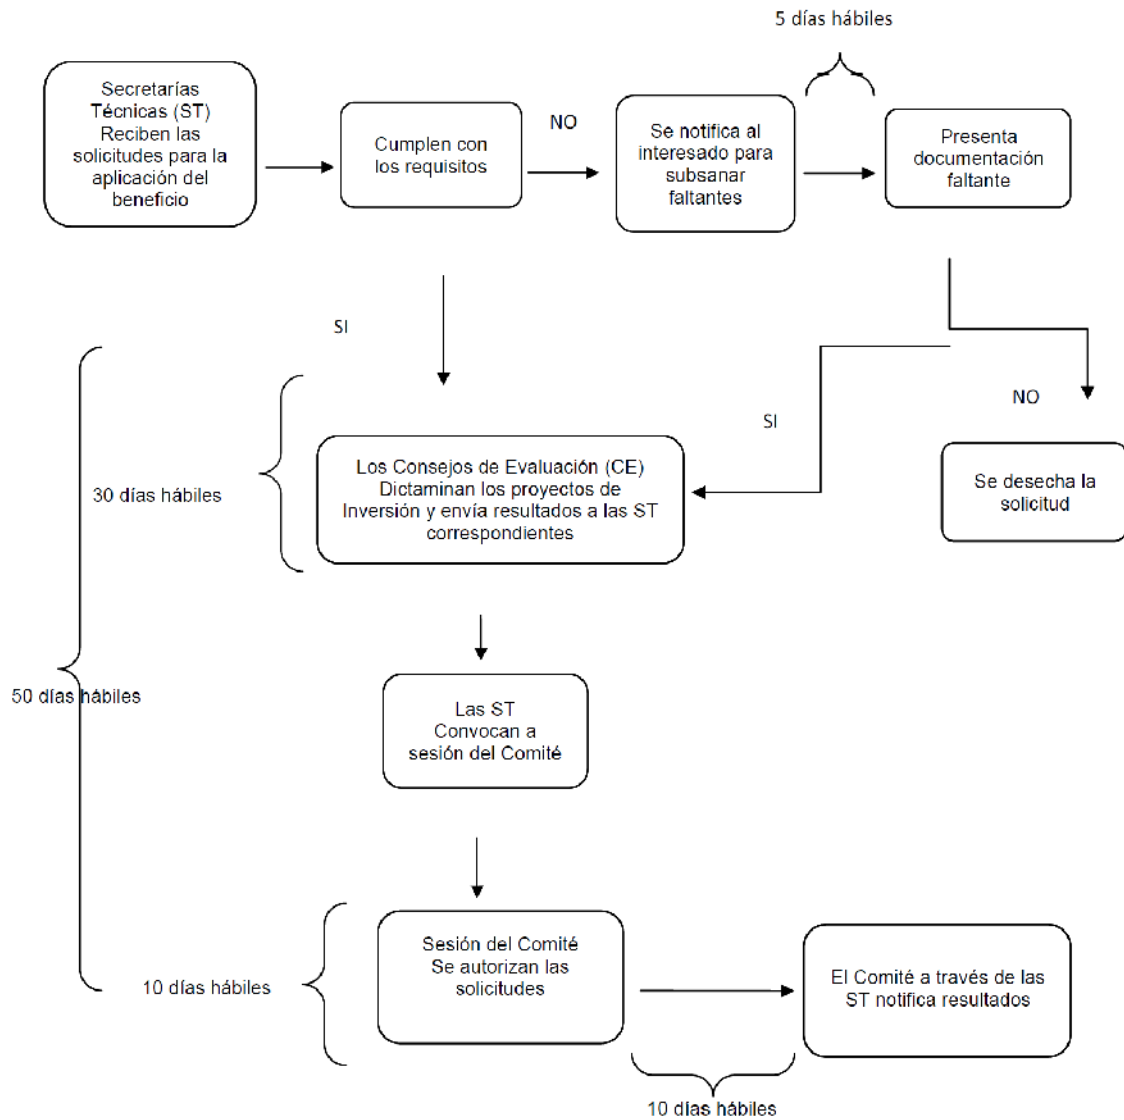 5 días hábiles
Secretarías
Técnicas (ST)
Reciben las
solicitudes para la
aplicación del
beneficio
Cumplen con
los requisitos
NO
Se notifica al
interesado para
subsanar
faltantes
Presenta
documentación
faltante
SI
NO
SI
Los Consejos de Evaluación (CE)
Dictaminan los proyectos de
Inversión y envía resultados a las ST
correspondientes
Se desecha la
solicitud
30 días hábiles
50 días hábiles
Las ST
Convocan a
sesión del Comité
Sesión del Comité
Se autorizan las
solicitudes
10 días hábiles
El Comité a través de las
ST notifica resultados
10 días hábiles